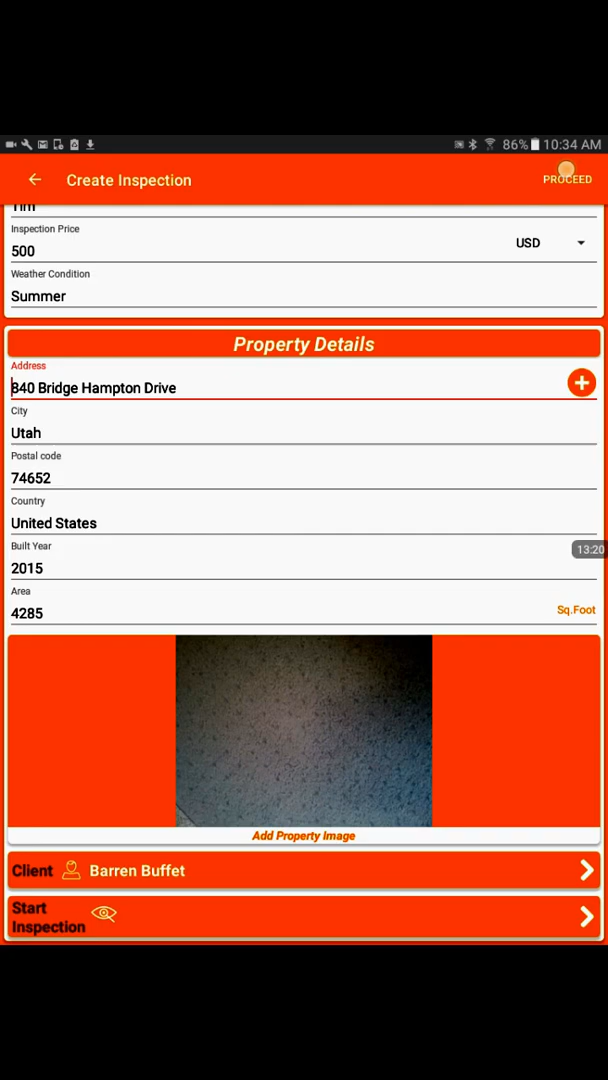 86% 10:34 AM
Create Inspection
PROCEED
Tim
Inspection Price
500
USD
Weather Condition
Summer
Property Details
Address
840 Bridge Hampton Drive
City
Utah
Postal code
74652
Country
United States
13:20
Built Year
2015
Area
4285
Sq.Foot
Add Property Image
Client Barren Buffet
Start
Inspection